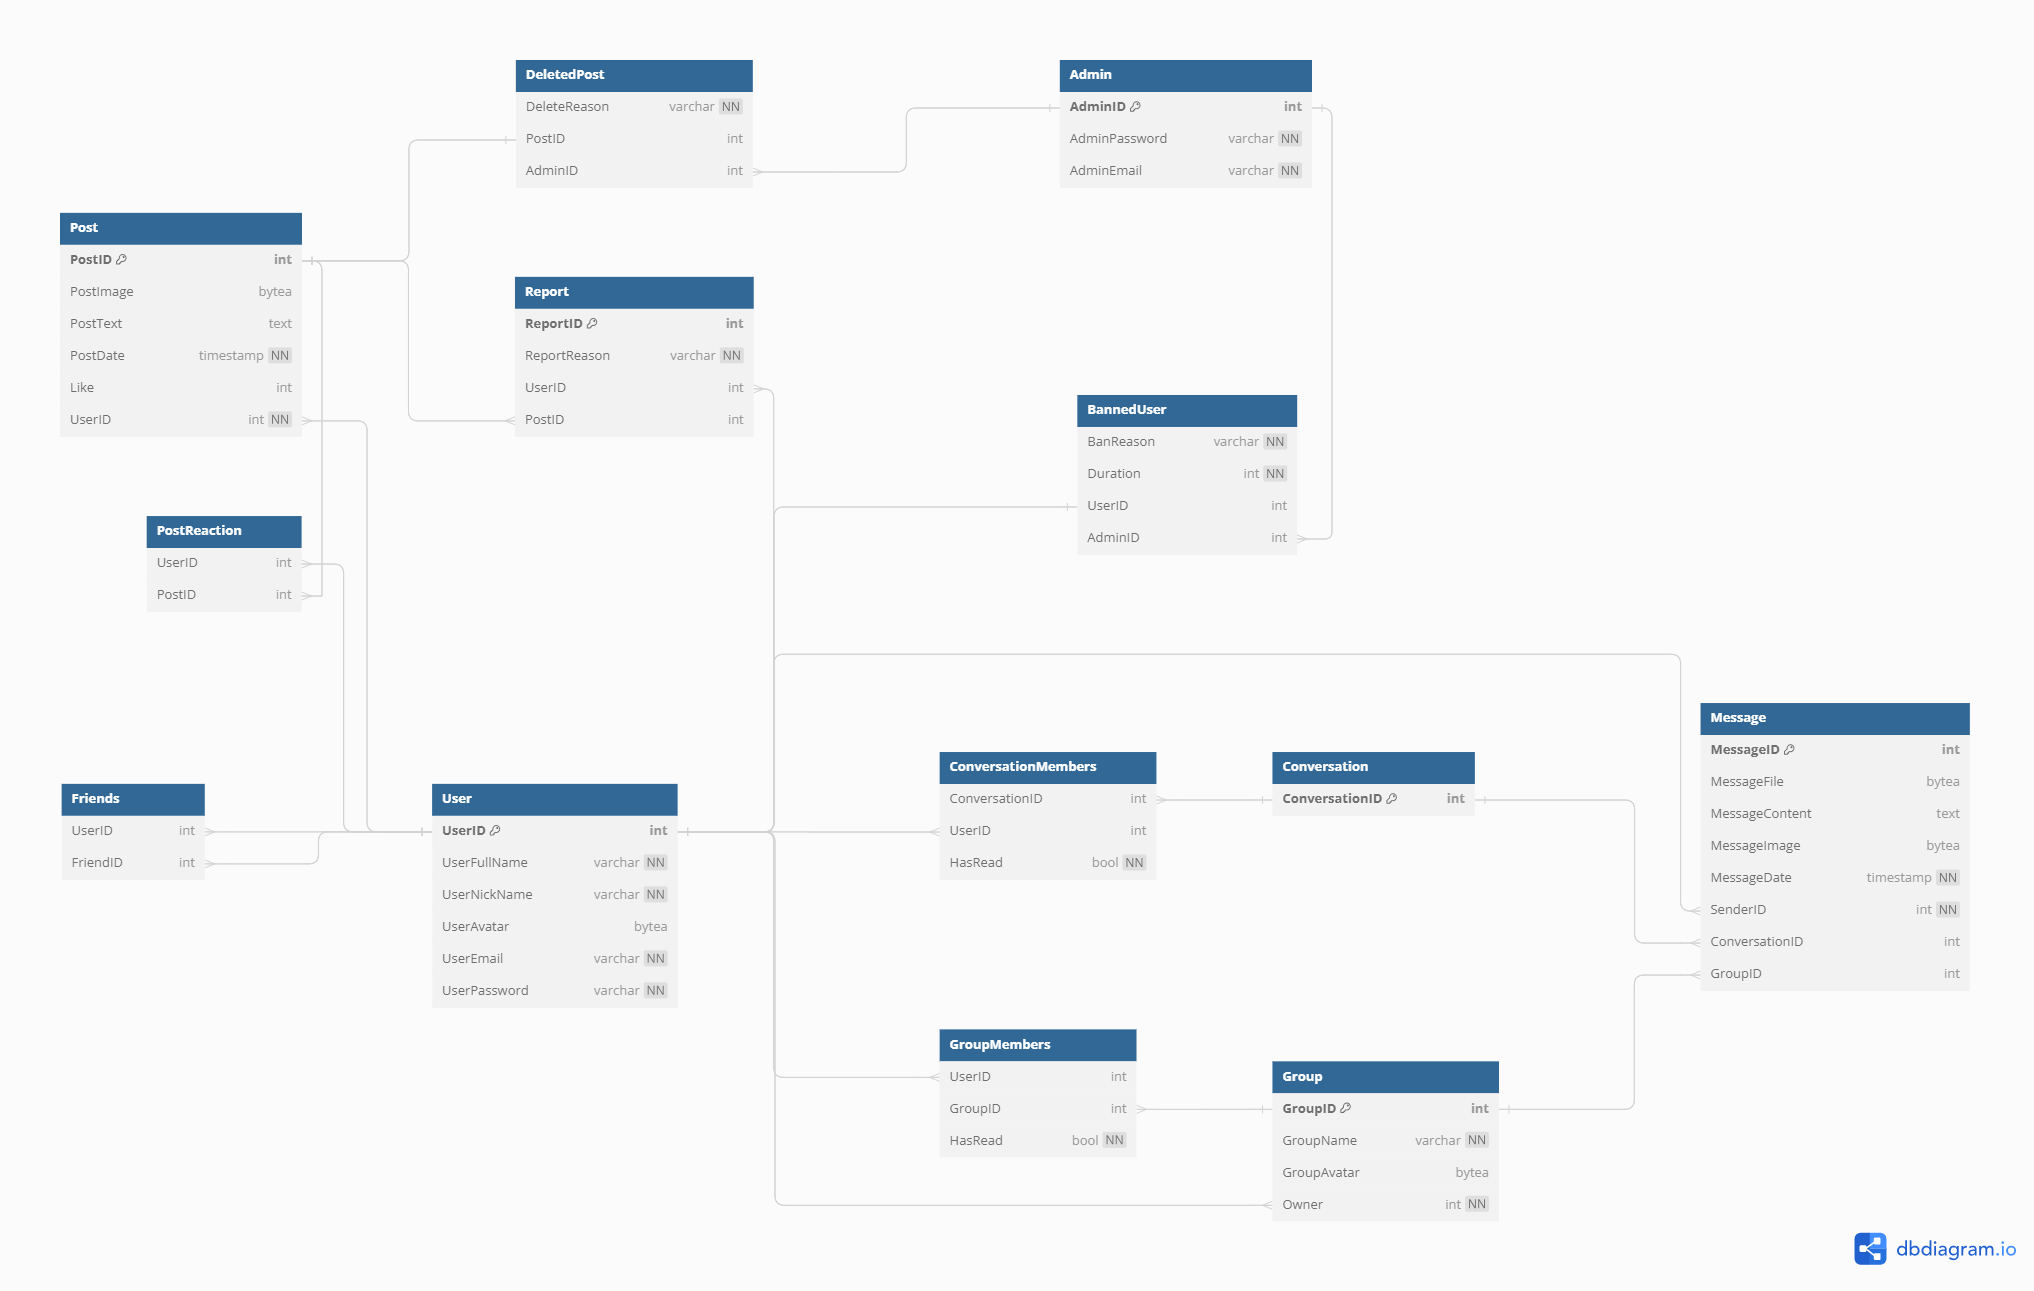 DeletedPost
DeleteReason varchar NN
PostID int
AdminID int
Admin
AdminID int
AdminPassword varchar NN
AdminEmail varchar NN
Post
PostID int
PostImage bytea
PostText text
PostDate timestamp NN
Like int
UserID int NN
Report
ReportID int
ReportReason varchar NN
UserID int
PostID int
BannedUser
BanReason varchar NN
Duration int NN
UserID int
AdminID int
PostReaction
UserID int
PostID int
Friends
UserID int
FriendID int
User
UserID int
UserFullName varchar NN
UserNickName varchar NN
UserAvatar bytea
UserEmail varchar NN
UserPassword varchar NN
ConversationMembers
ConversationID int
UserID int
HasRead bool NN
Conversation
ConversationID int
Message
MessageID int
MessageFile bytea
MessageContent text
MessageImage bytea
MessageDate timestamp NN
SenderID int NN
ConversationID int
GroupID int
GroupMembers
UserID int
GroupID int
HasRead bool NN
Group
GroupID int
GroupName varchar NN
GroupAvatar bytea
Owner int NN
dbdiagram.io